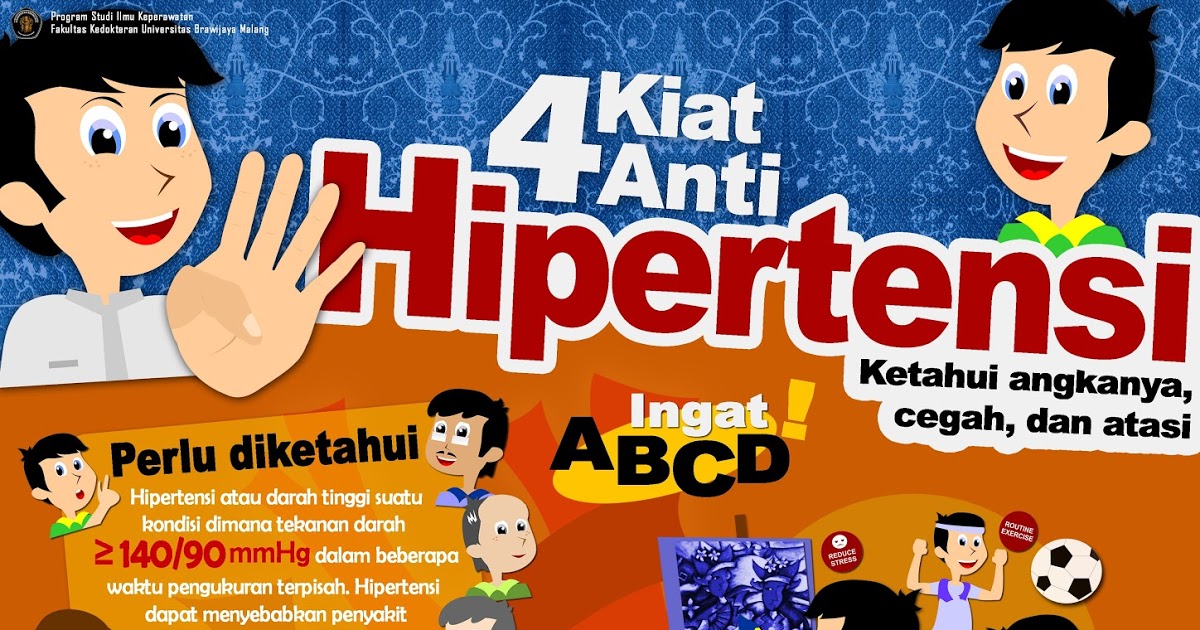 Program Studi Ilmu Keperawatan
Fakultas Kedokteran Universitas Brawijaya Malang
4 Kiat
Anti
Hipertensi
Ketahui angkanya,
cegah, dan atasi
Ingat
ABCD!
Perlu diketahui
Hipertensi atau darah tinggi suatu
kondisi dimana tekanan darah
≥ 140/90 mmHg dalam beberapa
waktu pengukuran terpisah. Hipertensi
dapat menyebabkan penyakit
REDUCE
STRESS
ROUTINE
EXERCISE